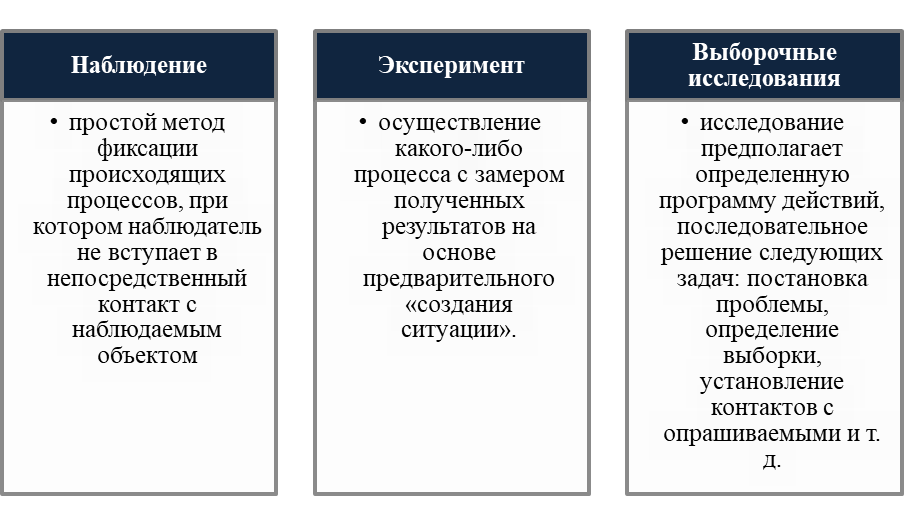 Наблюдение
• простой метод
фиксации
происходящих
процессов, при
котором наблюдатель
не вступает в
непосредственный
контакт с
наблюдаемым
объектом
Эксперимент
• осуществление
какого-либо
процесса с замером
полученных
результатов на
основе
предварительного
«создания
ситуации».
Выборочные
исследования
• исследование
предполагает
определенную
программу действий,
последовательное
решение следующих
задач: постановка
проблемы,
определение
выборки,
установление
контактов с
опрашиваемыми и т.
д.